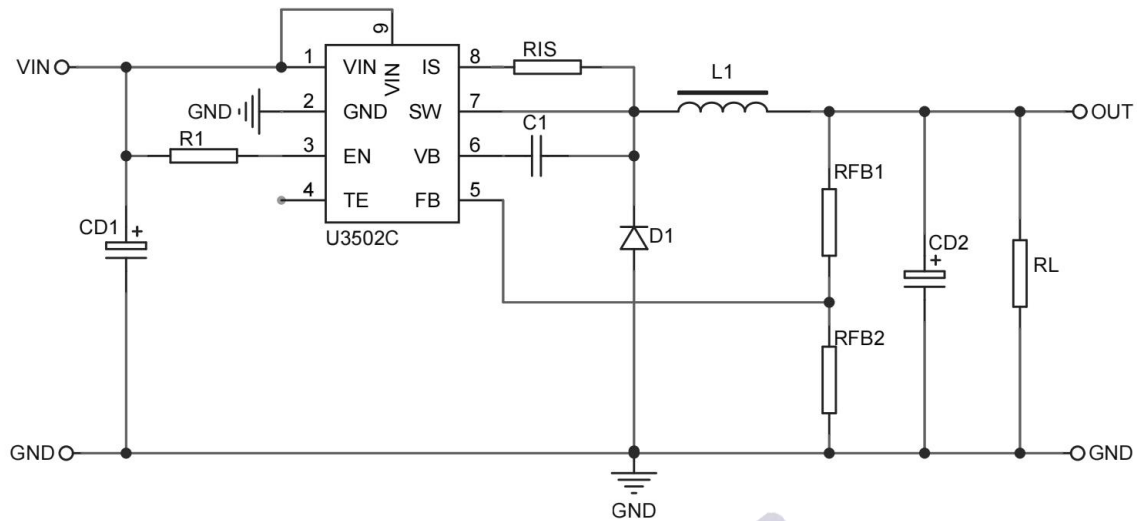 9
VIN
1
VIN
VIN
IS
8
RIS
L1
GND
2
GND
SW
7
OUT
R1
3
EN
VB
6
C1
4
TE
FB
5
RFB1
CD1
+
U3502C
D1
CD2
+
RL
RFB2
GND
GND
GND